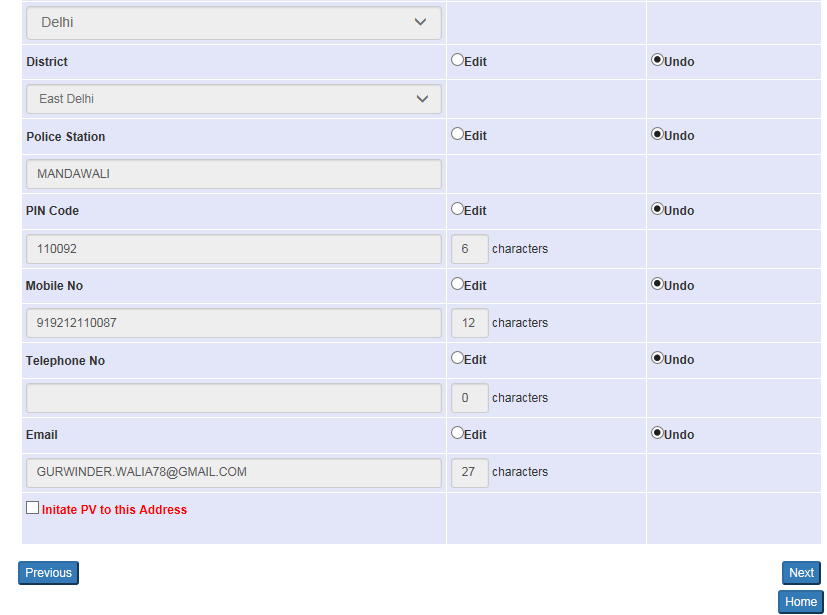 Delhi
District Edit Undo
East Delhi
Police Station Edit Undo
MANDAWALI
PIN Code Edit Undo
110092 6 characters
Mobile No Edit Undo
919212110087 12 characters
Telephone No Edit Undo
0 characters
Email Edit Undo
GURWINDER.WALIA78@GMAIL.COM 27 characters
Initate PV to this Address
Previous Next
Home